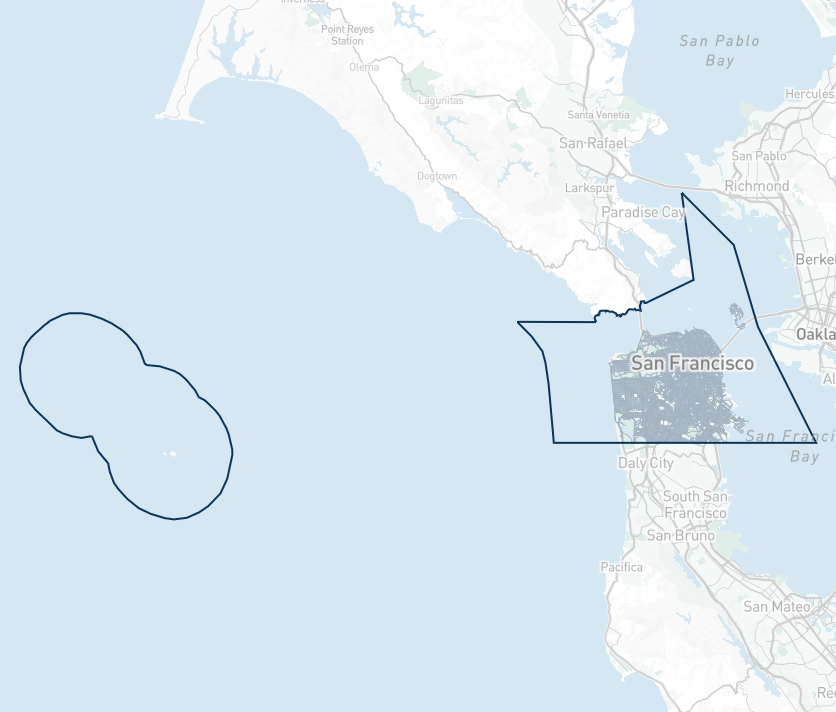 Inverness
Point Reyes
Station
San Pablo
Bay
Olema
Hercules
Lagunitas
Santa Venetia
San Rafael
San Pablo
Dogtown
Larkspur
Richmond
Paradise Cay
Berkel
Oakla
San Francisco
Al
San Franci
Bay
Daly City
South San
Francisco
San Bruno
Pacifica
San Mateo
Re